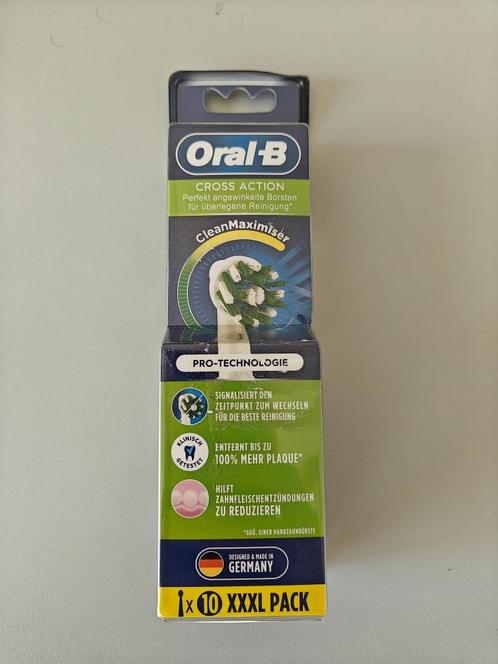 Oral-B
CROSS ACTION
Perfekt angewinkelte Borsten
für überlegene Reinigung*
CleanMaximiser
PRO-TECHNOLOGIE
SIGNALISIERT DEN
ZEITPUNKT ZUM WECHSELN
FÜR DIE BESTE REINIGUNG
KLINISCH
GETESTET
ENTFERNT BIS ZU
100% MEHR PLAQUE*
HILFT
ZAHNFLEISCHENTZÜNDUNGEN
ZU REDUZIEREN
*GGÜ. EINER HANDZAHNBÜRSTE
DESIGNED & MADE IN
GERMANY
x 10 XXXL PACK